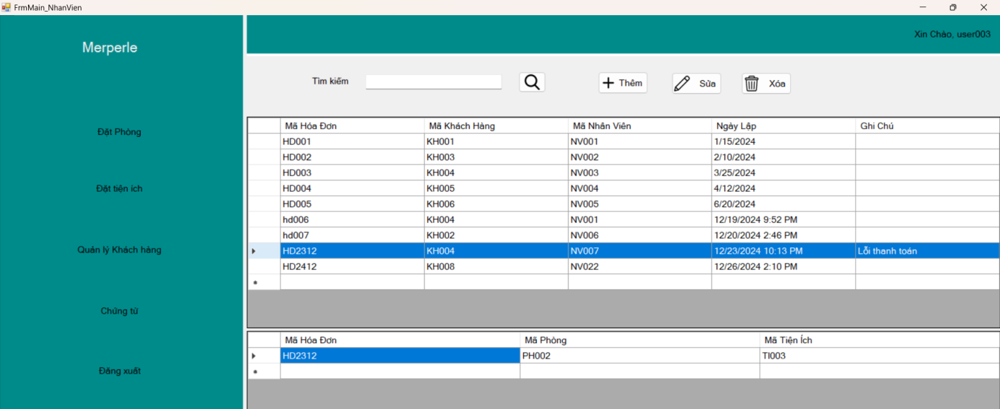 FrmMain_NhanVien
Merperle
Xin Chào, user003
Tìm kiếm Thêm Sửa Xóa
Đặt Phòng
Đặt tiện ích
Quản lý Khách hàng
Chứng từ
Đăng xuất
Mã Hóa Đơn Mã Khách Hàng Mã Nhân Viên Ngày Lập Ghi Chú
HD001 KH001 NV001 1/15/2024
HD002 KH003 NV002 2/10/2024
HD003 KH004 NV003 3/25/2024
HD004 KH005 NV004 4/12/2024
HD005 KH006 NV005 6/20/2024
hd006 KH004 NV001 12/19/2024 9:52 PM
hd007 KH002 NV006 12/20/2024 2:46 PM
HD2312 KH004 NV007 12/23/2024 10:13 PM Lỗi thanh toán
HD2412 KH008 NV022 12/26/2024 2:10 PM
Mã Hóa Đơn Mã Phòng Mã Tiện Ích
HD2312 PH002 TI003